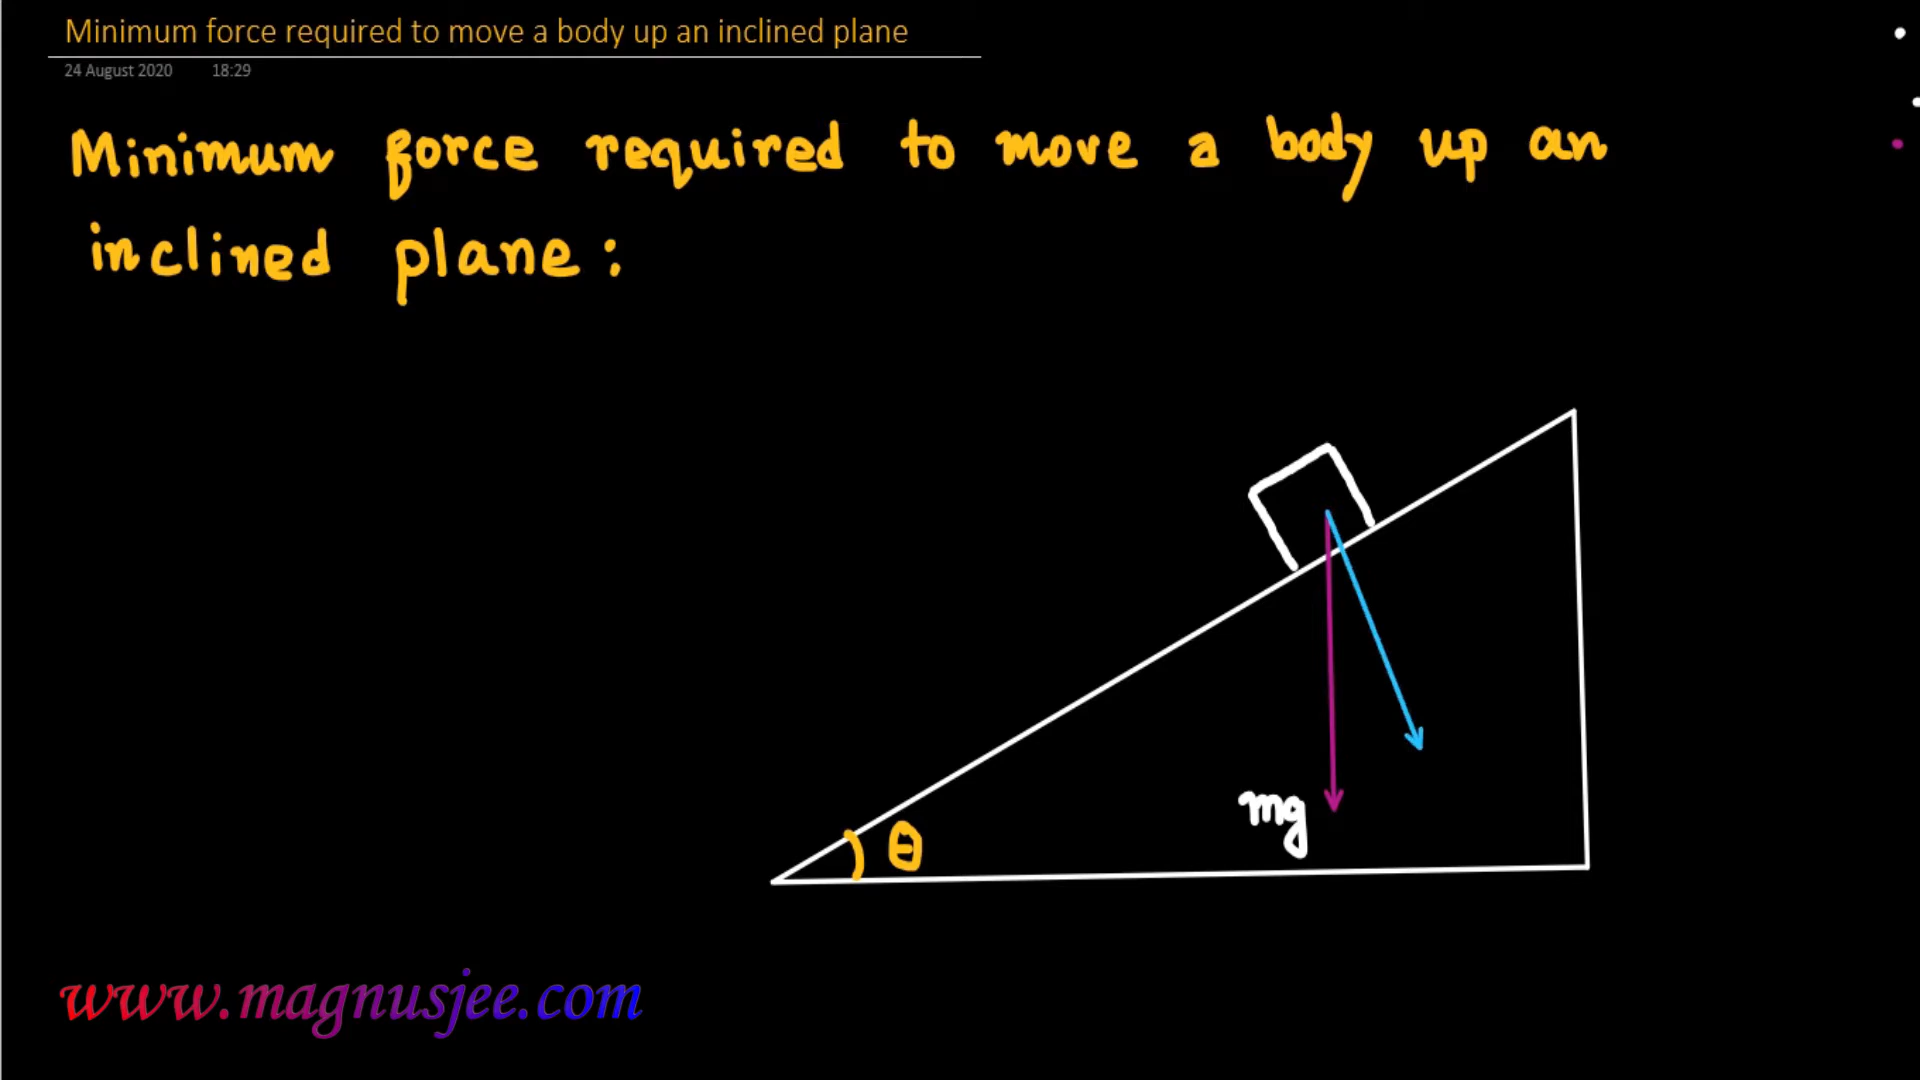 Minimum force required to move a body up an inclined plane
24 August 2020 18:29
Minimum force required to move a body up an
inclined plane :
mg
θ
www.magnusjee.com